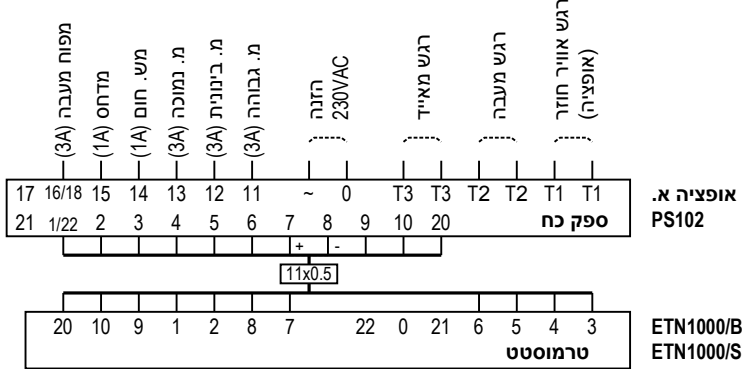 מפוח מעבה (3A)
מדחס (1A)
מש. חום (1A)
מ. נמוכה (3A)
מ. בינונית (3A)
מ. גבוהה (3A)
הזנה
230VAC
רגש מאייד
רגש מעבה
רגש אוויר חוזר
(אופציה)
17 16/18 15 14 13 12 11 ~ 0 T3 T3 T2 T2 T1 T1
אופציה א.
21 1/22 2 3 4 5 6 7 8 9 10 20 ספק כח
PS102
+ -
11x0.5
20 10 9 1 2 8 7 22 0 21 6 5 4 3
ETN1000/B
טרמוסטט
ETN1000/S